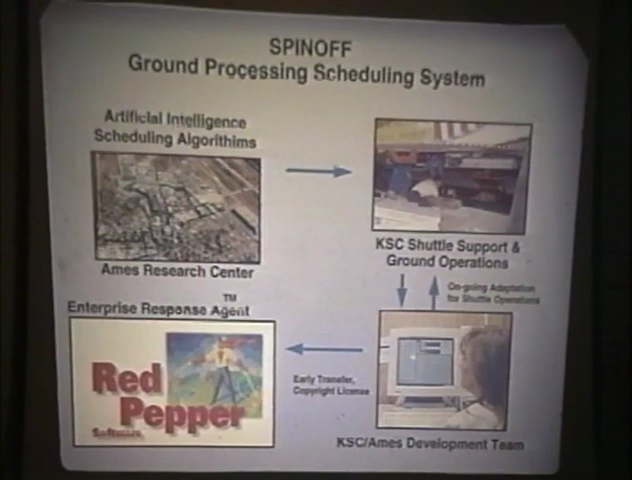 SPINOFF
Ground Processing Scheduling System
Artificial Intelligence
Scheduling Algorithims
Ames Research Center
KSC Shuttle Support &
Ground Operations
On-going Adaptation
for Shuttle Operations
TM
Enterprise Response Agent
Red
Pepper
Software
Early Transfer,
Copyright License
KSC/Ames Development Team